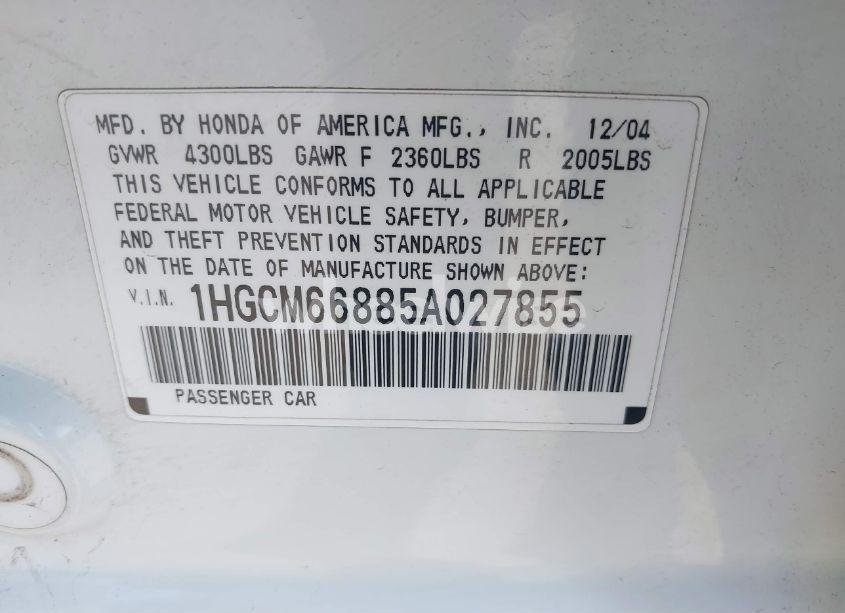 MFD. BY HONDA OF AMERICA MFG., INC. 12/04
GVWR 4300LBS GAWR F 2360LBS R 2005LBS
THIS VEHICLE CONFORMS TO ALL APPLICABLE
FEDERAL MOTOR VEHICLE SAFETY, BUMPER,
AND THEFT PREVENTION STANDARDS IN EFFECT
ON THE DATE OF MANUFACTURE SHOWN ABOVE:
V.I.N. 1HGCM66885A027855
PASSENGER CAR